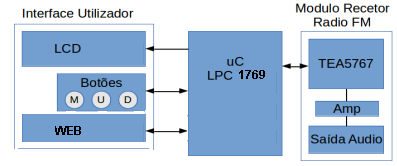 Interface Utilizador
LCD
Botões
M U D
WEB
uC
LPC 1769
Modulo Recetor
Radio FM
TEA5767
Amp
Saída Audio